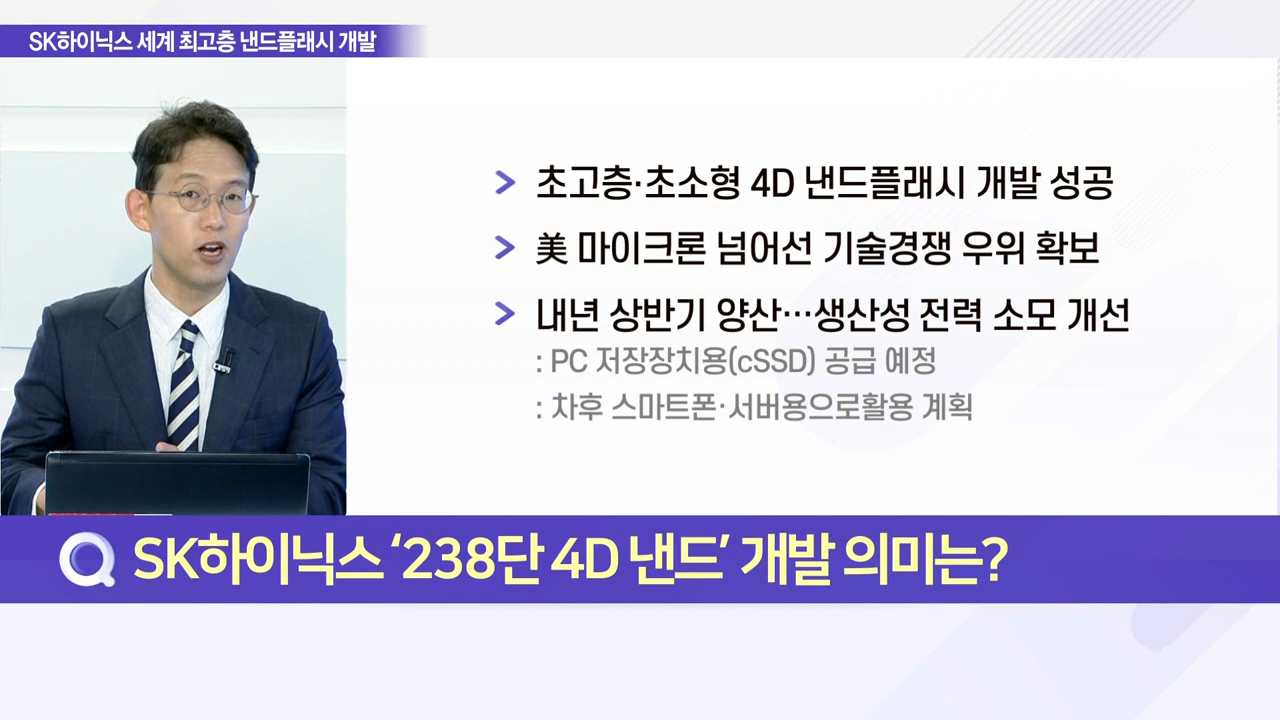 SK하이닉스 세계 최고층 낸드플래시 개발
> 초고층·초소형 4D 낸드플래시 개발 성공
> 美 마이크론 넘어선 기술경쟁 우위 확보
> 내년 상반기 양산…생산성 전력 소모 개선
: PC 저장장치용(cSSD) 공급 예정
: 차후 스마트폰·서버용으로활용 계획
Q SK하이닉스 ‘238단 4D 낸드’ 개발 의미는?